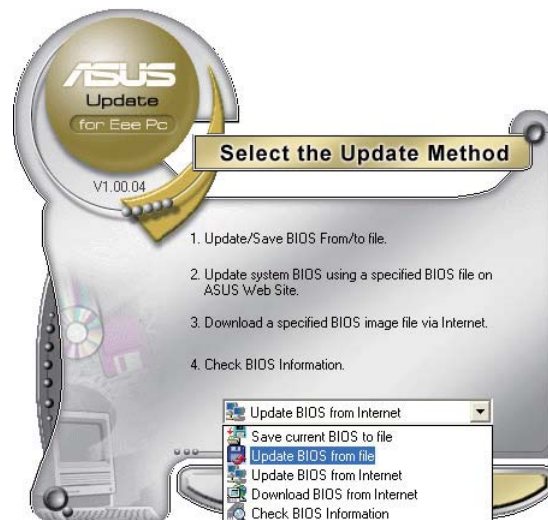 ASUS
Update
for Eee Pc
V1.00.04
Select the Update Method
1. Update/Save BIOS From/to file.
2. Update system BIOS using a specified BIOS file on
ASUS Web Site.
3. Download a specified BIOS image file via Internet.
4. Check BIOS Information.
Update BIOS from Internet
Save current BIOS to file
Update BIOS from file
Update BIOS from Internet
Download BIOS from Internet
Check BIOS Information